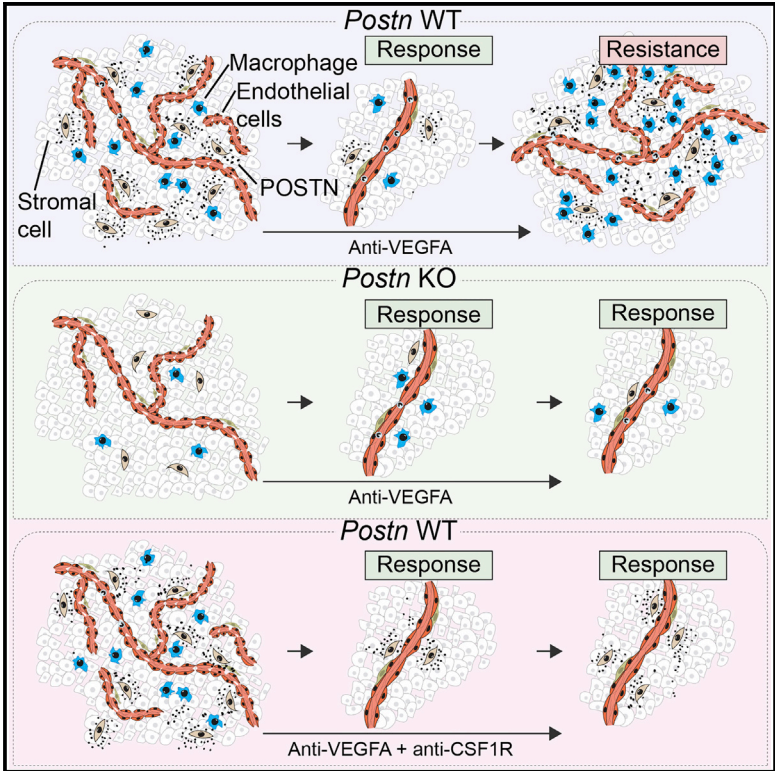 Postn WT
Response
Resistance
Macrophage
Endothelial
cells
POSTN
Stromal
cell
Anti-VEGFA
Postn KO
Response
Response
Anti-VEGFA
Postn WT
Response
Response
Anti-VEGFA + anti-CSF1R